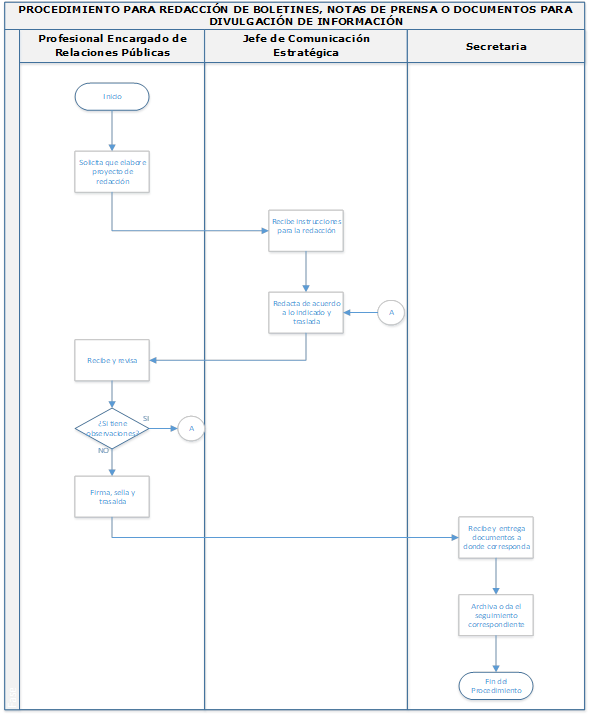 PROCEDIMIENTO PARA REDACCIÓN DE BOLETINES, NOTAS DE PRENSA O DOCUMENTOS PARA
DIVULGACIÓN DE INFORMACIÓN
Profesional Encargado de
Relaciones Públicas
Jefe de Comunicación
Estratégica
Secretaria
Inicio
Solicita que elabore
proyecto de
redacción
Recibe instrucciones
para la redacción
Redacta de acuerdo
a lo indicado y
traslada
A
Recibe y revisa
¿Si tiene
observaciones?
SI
A
NO
Firma, sella y
trasalda
Recibe y entrega
documentos a
donde corresponda
Archiva o da el
seguimiento
correspondiente
Fin del
Procedimiento